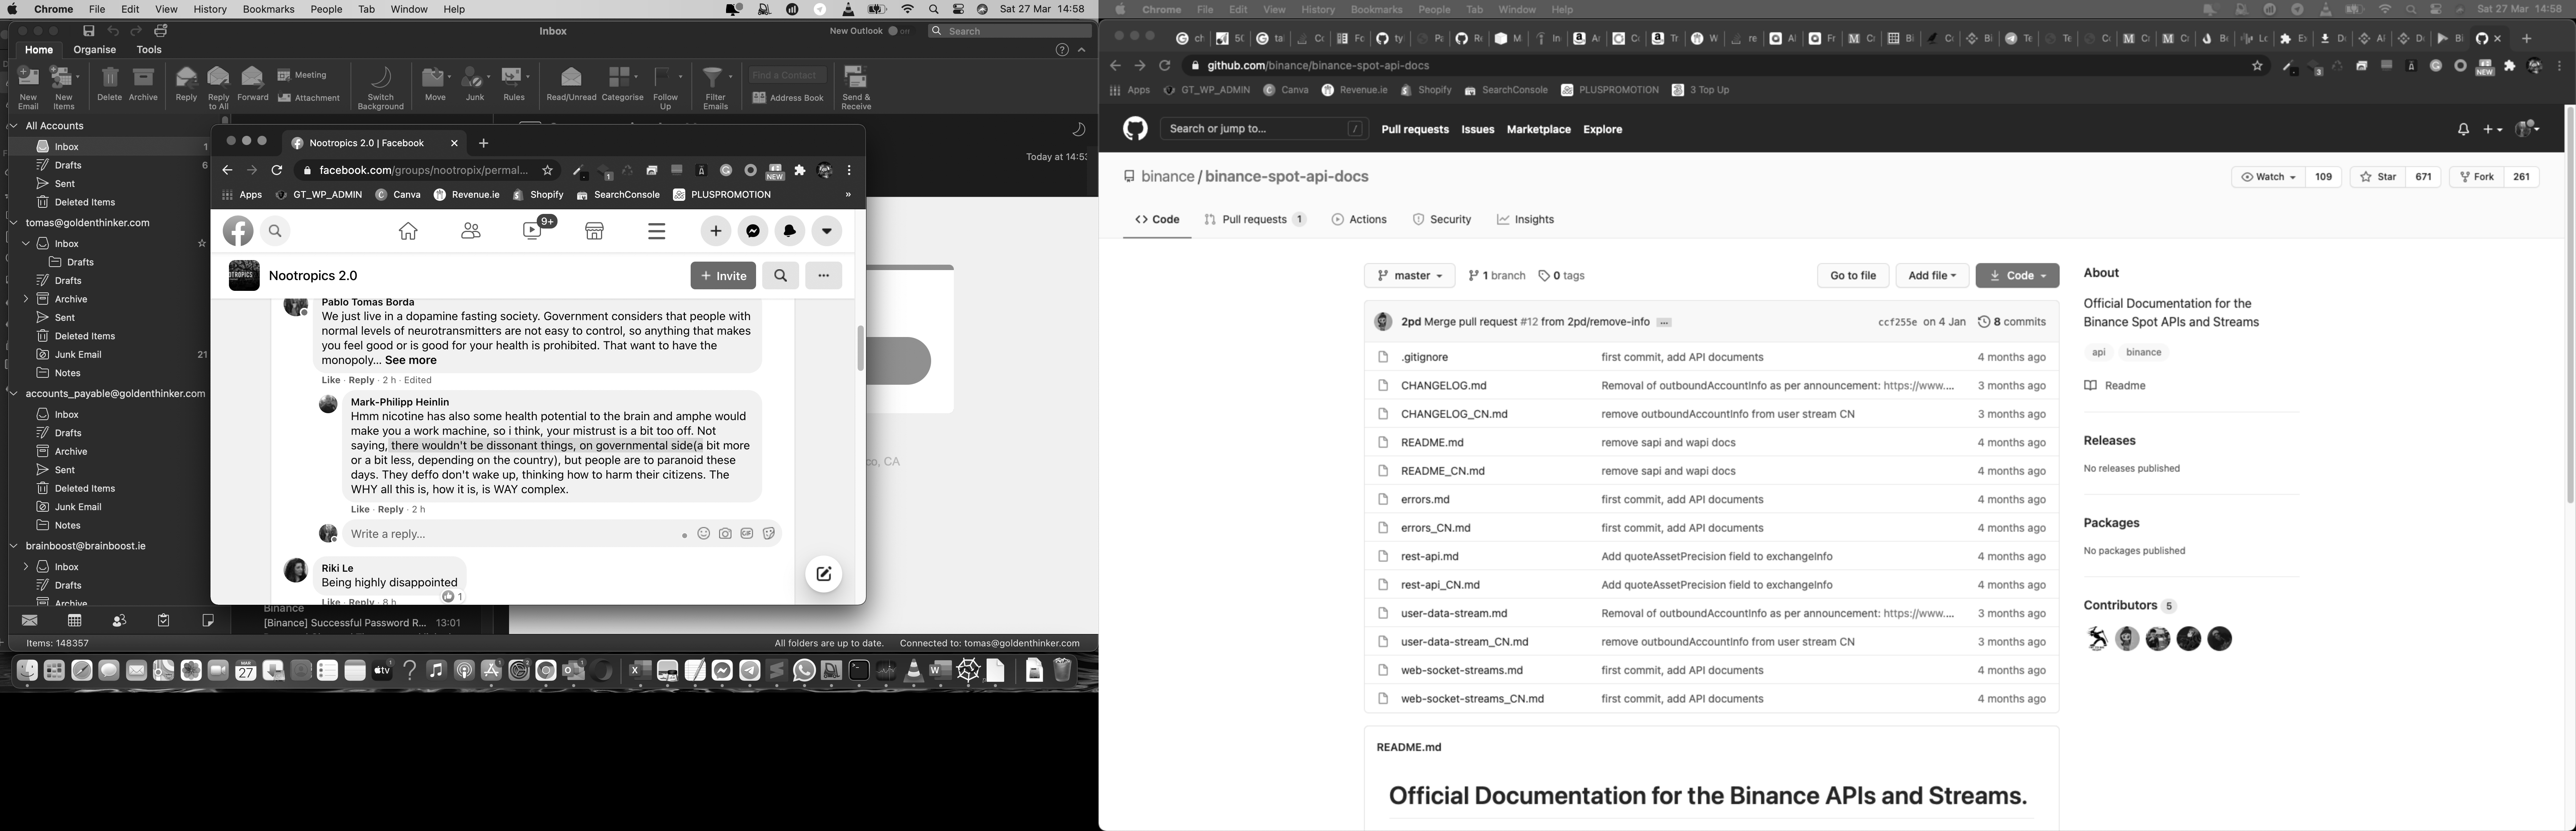 Chrome File Edit View History Bookmarks People Tab Window Help Sat 27 Mar 14:58
Inbox New Outlook Search
Home Organise Tools
New Email
New Items
Delete
Archive
Reply
Reply to All
Forward
Meeting
Attachment
Switch Background
Move
Junk
Rules
Read/Unread
Categorise
Follow Up
Filter Emails
Find a Contact
Address Book
Send & Receive
All Accounts
Inbox 1
Drafts 6
Sent
Deleted Items
tomas@goldenthinker.com
Inbox
Drafts
Drafts
Archive
Sent
Deleted Items
Junk Email 21
Notes
accounts_payable@goldenthinker.com
Inbox
Drafts
Archive
Sent
Deleted Items
Junk Email
Notes
brainboost@brainboost.ie
Inbox
Drafts
Archive
Today at 14:53
co, CA
Nootropics 2.0 | Facebook
facebook.com/groups/nootropix/permal...
Apps GT_WP_ADMIN Canva Revenue.ie Shopify SearchConsole PLUSPROMOTION »
9+
Nootropics 2.0
+ Invite
Pablo Tomas Borda
We just live in a dopamine fasting society. Government considers that people with
normal levels of neurotransmitters are not easy to control, so anything that makes
you feel good or is good for your health is prohibited. That want to have the
monopoly... See more
Like · Reply · 2 h · Edited
Mark-Philipp Heinlin
Hmm nicotine has also some health potential to the brain and amphe would
make you a work machine, so i think, your mistrust is a bit too off. Not
saying, there wouldn't be dissonant things, on governmental side(a bit more
or a bit less, depending on the country), but people are to paranoid these
days. They deffo don't wake up, thinking how to harm their citizens. The
WHY all this is, how it is, is WAY complex.
Like · Reply · 2 h
Write a reply...
Riki Le
Being highly disappointed
Like · Reply · 8 h 1
Binance
[Binance] Successful Password R... 13:01
Items: 148357 All folders are up to date. Connected to: tomas@goldenthinker.com
Chrome File Edit View History Bookmarks People Tab Window Help Sat 27 Mar 14:58
github.com/binance/binance-spot-api-docs
Apps GT_WP_ADMIN Canva Revenue.ie Shopify SearchConsole PLUSPROMOTION 3 Top Up
Search or jump to... / Pull requests Issues Marketplace Explore
binance / binance-spot-api-docs
Watch 109 Star 671 Fork 261
Code Pull requests 1 Actions Security Insights
master 1 branch 0 tags Go to file Add file Code
2pd Merge pull request #12 from 2pd/remove-info ... ccf255e on 4 Jan 8 commits
.gitignore first commit, add API documents 4 months ago
CHANGELOG.md Removal of outboundAccountInfo as per announcement: https://www.... 3 months ago
CHANGELOG_CN.md remove outboundAccountInfo from user stream CN 3 months ago
README.md remove sapi and wapi docs 4 months ago
README_CN.md remove sapi and wapi docs 4 months ago
errors.md first commit, add API documents 4 months ago
errors_CN.md first commit, add API documents 4 months ago
rest-api.md Add quoteAssetPrecision field to exchangeInfo 4 months ago
rest-api_CN.md Add quoteAssetPrecision field to exchangeInfo 4 months ago
user-data-stream.md Removal of outboundAccountInfo as per announcement: https://www.... 3 months ago
user-data-stream_CN.md remove outboundAccountInfo from user stream CN 3 months ago
web-socket-streams.md first commit, add API documents 4 months ago
web-socket-streams_CN.md first commit, add API documents 4 months ago
README.md
Official Documentation for the Binance APIs and Streams.
About
Official Documentation for the
Binance Spot APIs and Streams
api binance
Readme
Releases
No releases published
Packages
No packages published
Contributors 5